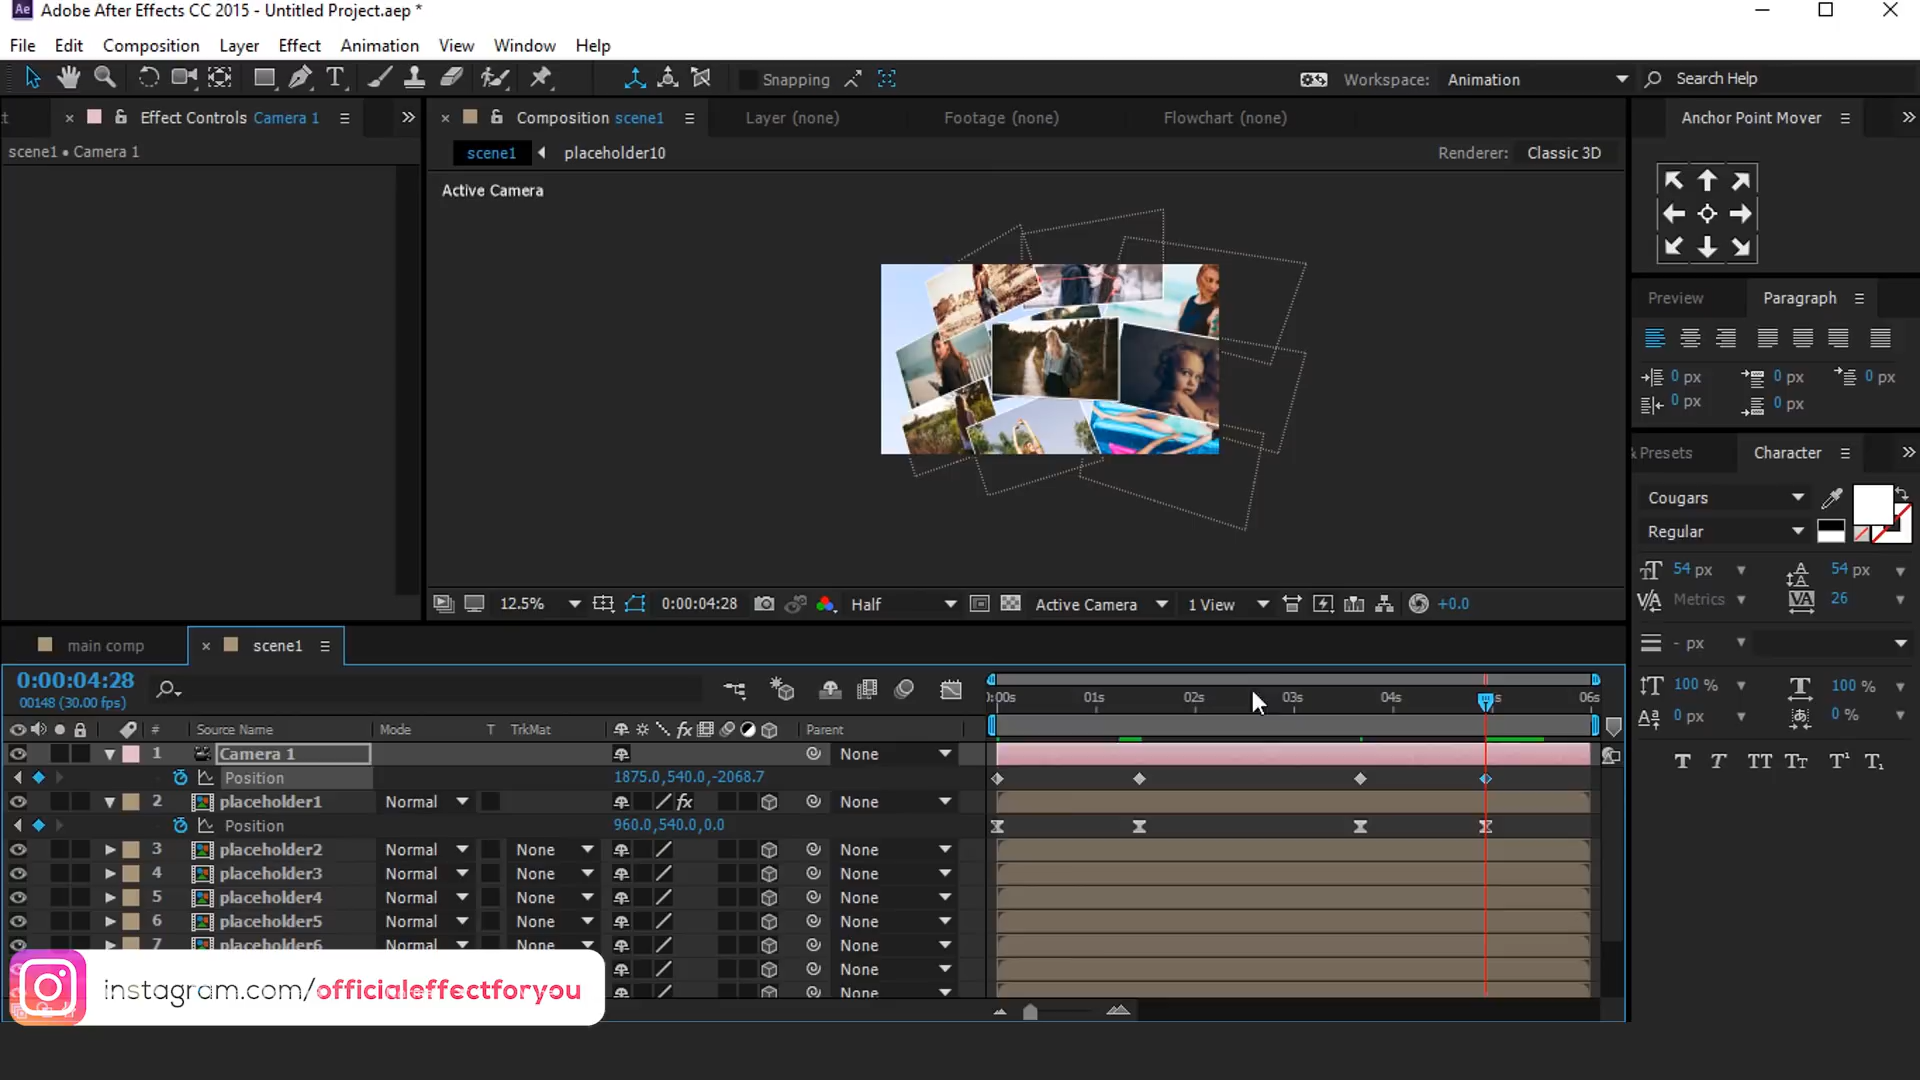 Ae Adobe After Effects CC 2015 - Untitled Project.aep *
File Edit Composition Layer Effect Animation View Window Help
T Snapping Workspace: Animation Search Help
Effect Controls Camera 1
Composition scene1 Layer (none) Footage (none) Flowchart (none)
Anchor Point Mover
scene1 • Camera 1
scene1 placeholder10
Renderer: Classic 3D
Active Camera
Preview Paragraph
0 px 0 px 0 px
0 px 0 px
& Presets Character
Cougars
Regular
54 px 54 px
Metrics 26
- px
100 % 100 %
0 px 0 %
T T TT Tт T¹ T₁
12.5% 0:00:04:28 Half Active Camera 1 View +0.0
main comp scene1
0:00:04:28
00148 (30.00 fps)
:00s 01s 02s 03s 04s s 06s
# Source Name Mode T TrkMat fx Parent
1 Camera 1 None
Position 1875.0,540.0,-2068.7
2 placeholder1 Normal fx None
Position 960.0,540.0,0.0
3 placeholder2 Normal None None
4 placeholder3 Normal None None
5 placeholder4 Normal None None
6 placeholder5 Normal None None
7 placeholder6 Normal None None
None
None
instagram.com/officialeffectforyou